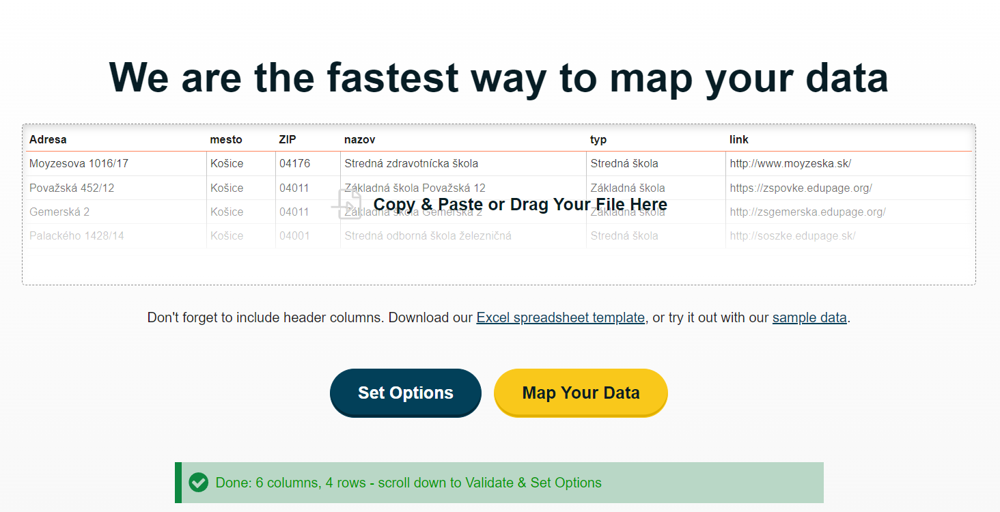 We are the fastest way to map your data
Adresa mesto ZIP nazov typ link
Moyzesova 1016/17 Košice 04176 Stredná zdravotnícka škola Stredná škola http://www.moyzeska.sk/
Považská 452/12 Košice 04011 Základná škola Považská 12 Základná škola https://zspovke.edupage.org/
Copy & Paste or Drag Your File Here
Gemerská 2 Košice 04011 Základná škola Gemerská 2 Základná škola http://zsgemerska.edupage.org/
Palackého 1428/14 Košice 04001 Stredná odborná škola železničná Stredná škola http://soszke.edupage.sk/
Don't forget to include header columns. Download our Excel spreadsheet template, or try it out with our sample data.
Set Options Map Your Data
Done: 6 columns, 4 rows - scroll down to Validate & Set Options